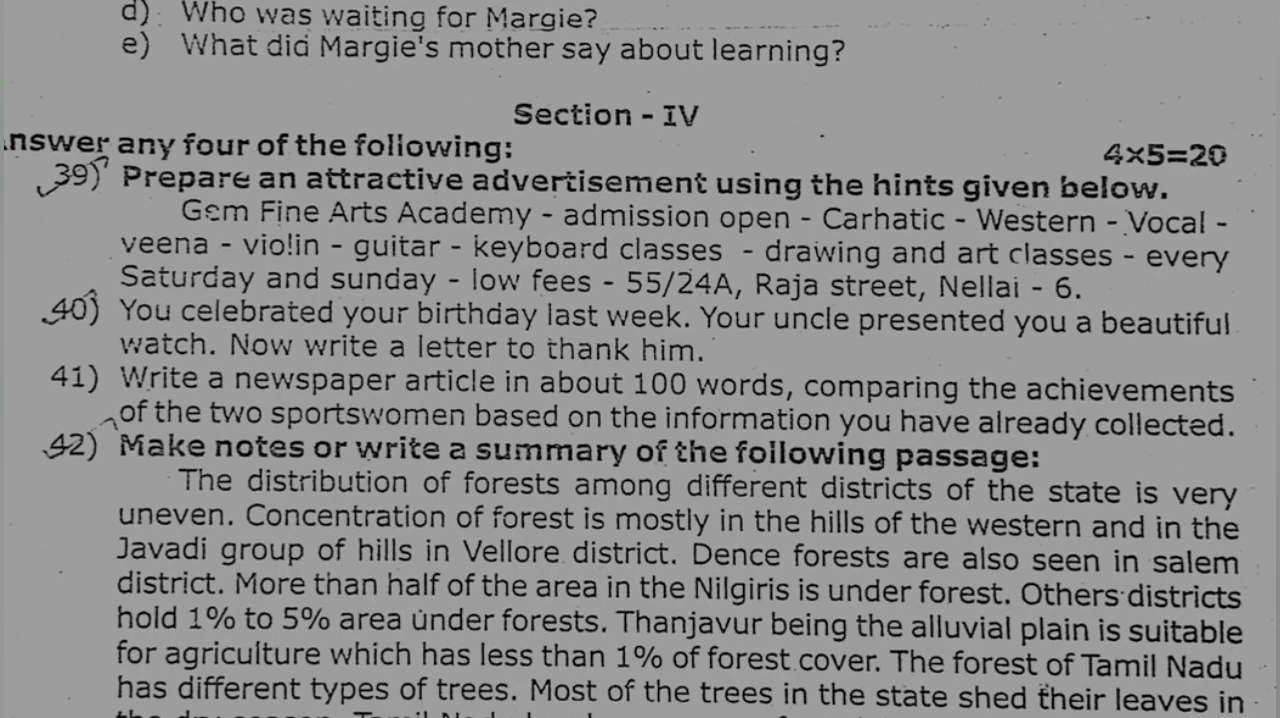 d) Who was waiting for Margie?
e) What did Margie's mother say about learning?
Section - IV
nswer any four of the following: 4×5=20
39) Prepare an attractive advertisement using the hints given below.
Gem Fine Arts Academy - admission open - Carhatic - Western - Vocal -
veena - violin - guitar - keyboard classes - drawing and art classes - every
Saturday and sunday - low fees - 55/24A, Raja street, Nellai - 6.
40) You celebrated your birthday last week. Your uncle presented you a beautiful
watch. Now write a letter to thank him.
41) Write a newspaper article in about 100 words, comparing the achievements
of the two sportswomen based on the information you have already collected.
42) Make notes or write a summary of the following passage:
The distribution of forests among different districts of the state is very
uneven. Concentration of forest is mostly in the hills of the western and in the
Javadi group of hills in Vellore district. Dence forests are also seen in salem
district. More than half of the area in the Nilgiris is under forest. Others districts
hold 1% to 5% area under forests. Thanjavur being the alluvial plain is suitable
for agriculture which has less than 1% of forest cover. The forest of Tamil Nadu
has different types of trees. Most of the trees in the state shed their leaves in